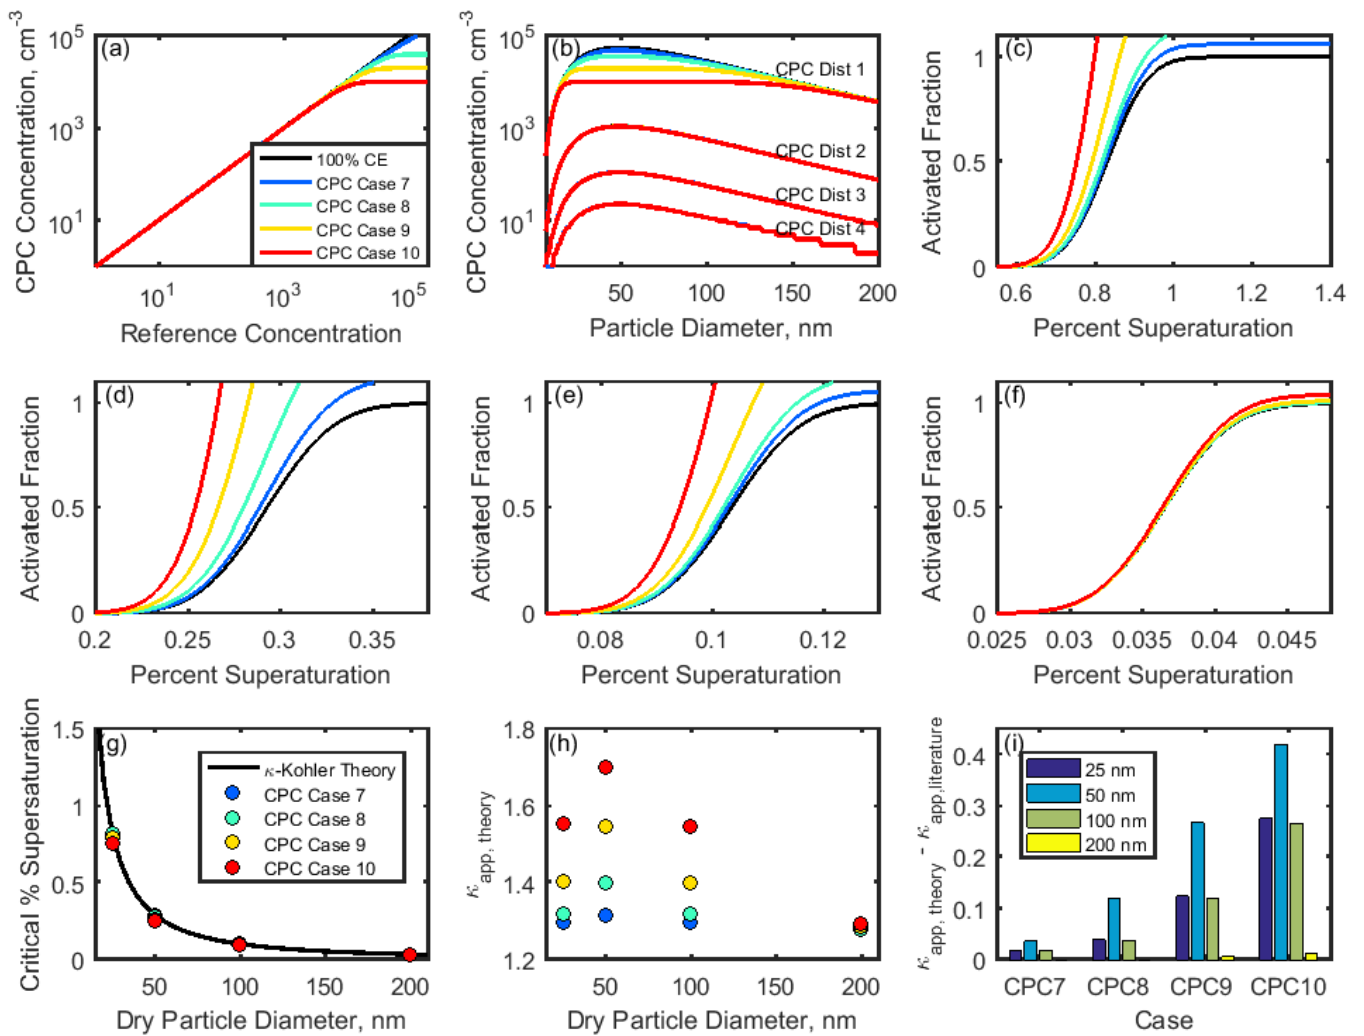 (a)
CPC Concentration, cm-3
10^5
10^3
10^1
100% CE
CPC Case 7
CPC Case 8
CPC Case 9
CPC Case 10
10^1 10^3 10^5
Reference Concentration
(b)
CPC Concentration, cm-3
10^5
10^3
10^1
CPC Dist 1
CPC Dist 2
CPC Dist 3
CPC Dist 4
50 100 150 200
Particle Diameter, nm
(c)
Activated Fraction
1
0.5
0
0.6 0.8 1 1.2 1.4
Percent Superaturation
(d)
Activated Fraction
1
0.5
0
0.2 0.25 0.3 0.35
Percent Superaturation
(e)
Activated Fraction
1
0.5
0
0.08 0.1 0.12
Percent Superaturation
(f)
Activated Fraction
1
0.5
0
0.025 0.03 0.035 0.04 0.045
Percent Superaturation
(g)
Critical % Supersaturation
1.5
1
0.5
0
κ-Kohler Theory
CPC Case 7
CPC Case 8
CPC Case 9
CPC Case 10
50 100 150 200
Dry Particle Diameter, nm
(h)
κ app, theory
1.8
1.6
1.4
1.2
50 100 150 200
Dry Particle Diameter, nm
(i)
κ app, theory - κ app,literature
0.4
0.3
0.2
0.1
0
25 nm
50 nm
100 nm
200 nm
CPC7 CPC8 CPC9 CPC10
Case